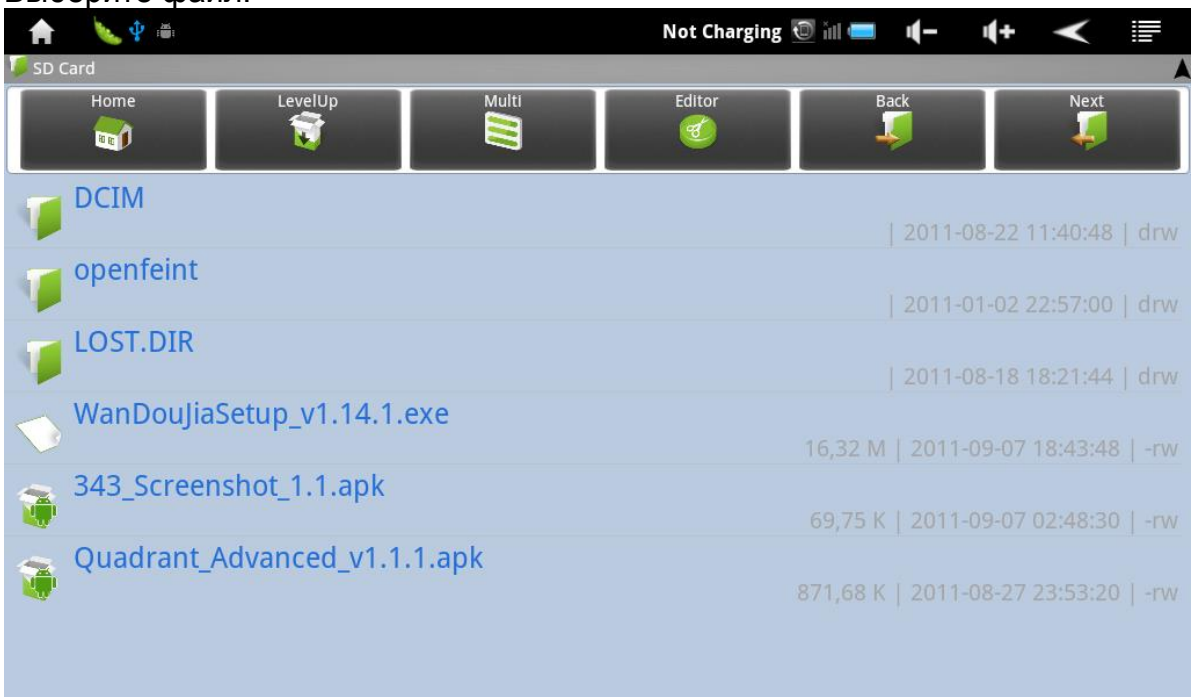 Выберите файл.
Not Charging
SD Card
Home LevelUp Multi Editor Back Next
DCIM
| 2011-08-22 11:40:48 | drw
openfeint
| 2011-01-02 22:57:00 | drw
LOST.DIR
| 2011-08-18 18:21:44 | drw
WanDouJiaSetup_v1.14.1.exe
16,32 M | 2011-09-07 18:43:48 | -rw
343_Screenshot_1.1.apk
69,75 K | 2011-09-07 02:48:30 | -rw
Quadrant_Advanced_v1.1.1.apk
871,68 K | 2011-08-27 23:53:20 | -rw